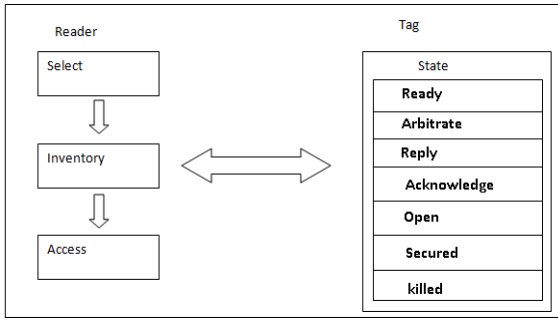 Reader
Select
Inventory
Access
Tag
State
Ready
Arbitrate
Reply
Acknowledge
Open
Secured
killed